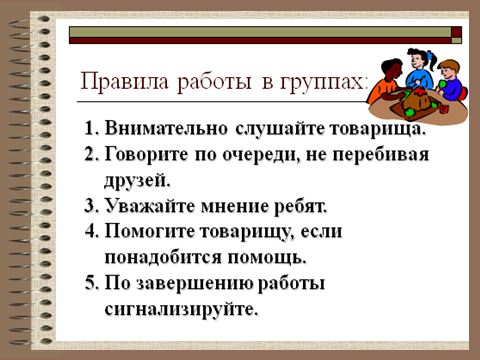 Правила работы в группах:
1. Внимательно слушайте товарища.
2. Говорите по очереди, не перебивая
друзей.
3. Уважайте мнение ребят.
4. Помогите товарищу, если
понадобится помощь.
5. По завершению работы
сигнализируйте.